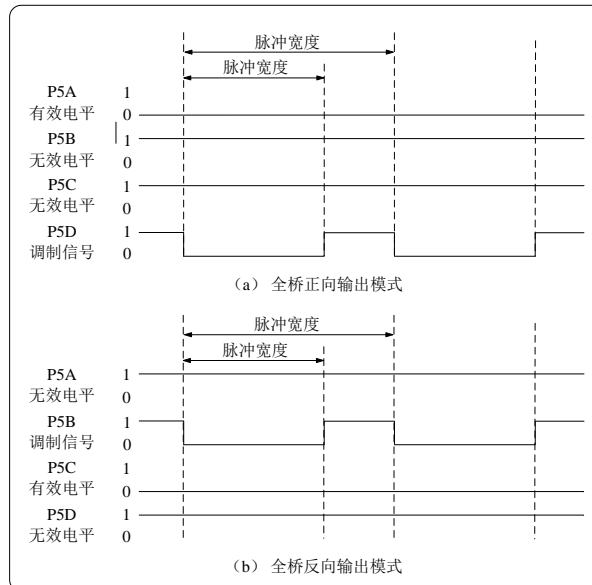 脉冲宽度
脉冲宽度
P5A 1
有效电平 0
P5B 1
无效电平 0
P5C 1
无效电平 0
P5D 1
调制信号 0
（a） 全桥正向输出模式
脉冲宽度
脉冲宽度
P5A 1
无效电平 0
P5B 1
调制信号 0
P5C 1
有效电平 0
P5D 1
无效电平 0
（b） 全桥反向输出模式